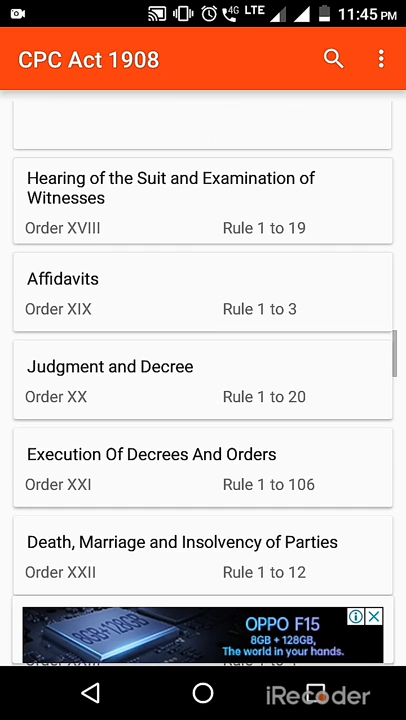 4G LTE 11:45 PM
CPC Act 1908
Hearing of the Suit and Examination of
Witnesses
Order XVIII Rule 1 to 19
Affidavits
Order XIX Rule 1 to 3
Judgment and Decree
Order XX Rule 1 to 20
Execution Of Decrees And Orders
Order XXI Rule 1 to 106
Death, Marriage and Insolvency of Parties
Order XXII Rule 1 to 12
8GB+128GB
OPPO F15
8GB + 128GB,
The world in your hands.
iRecorder